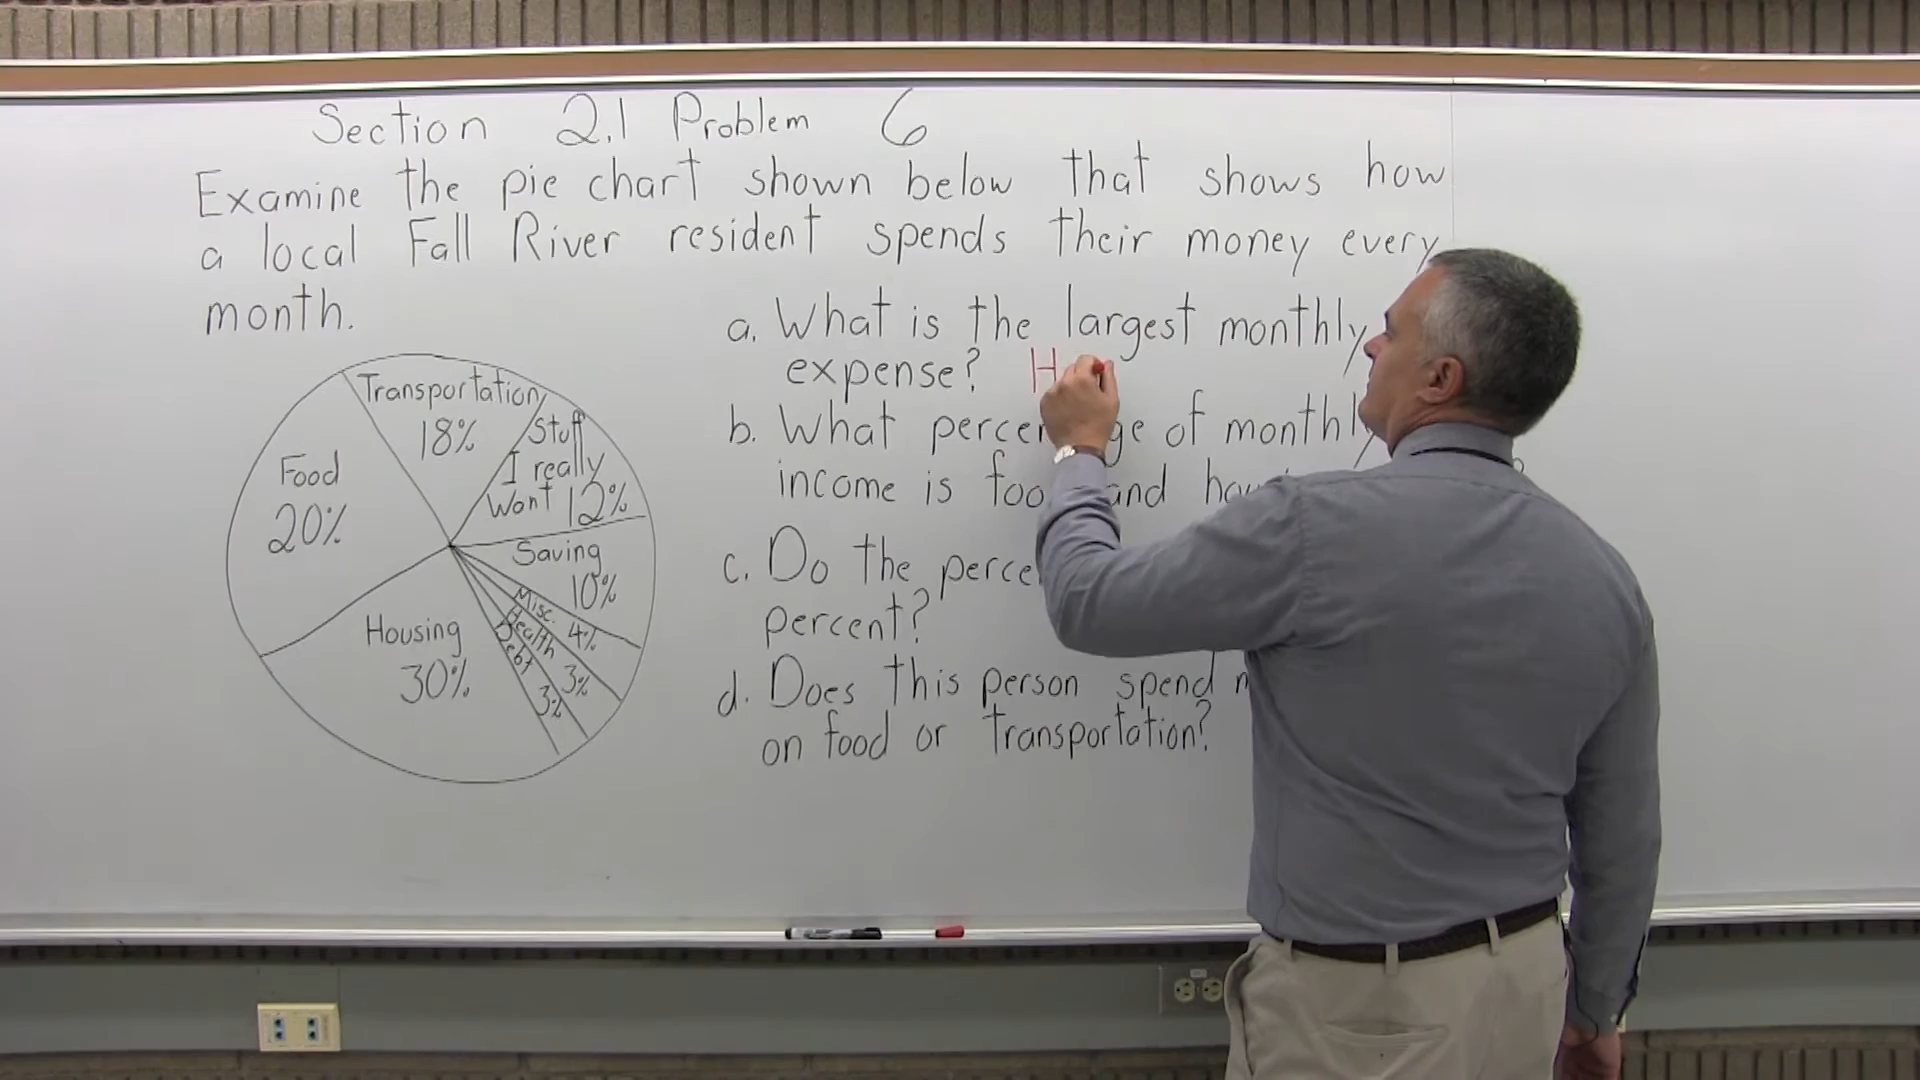 Section 2.1 Problem 6
Examine the pie chart shown below that shows how
a local Fall River resident spends their money every
month.
a. What is the largest monthly
expense? H
b. What of monthly
income is and
c. Do the
percent?
d. Does this person spend
on food or transportation?
Transportation
18%
Stuff
I really
Want 12%
Food
20%
Saving
10%
Misc.
4%
Health
3%
Debt
3%
Housing
30%